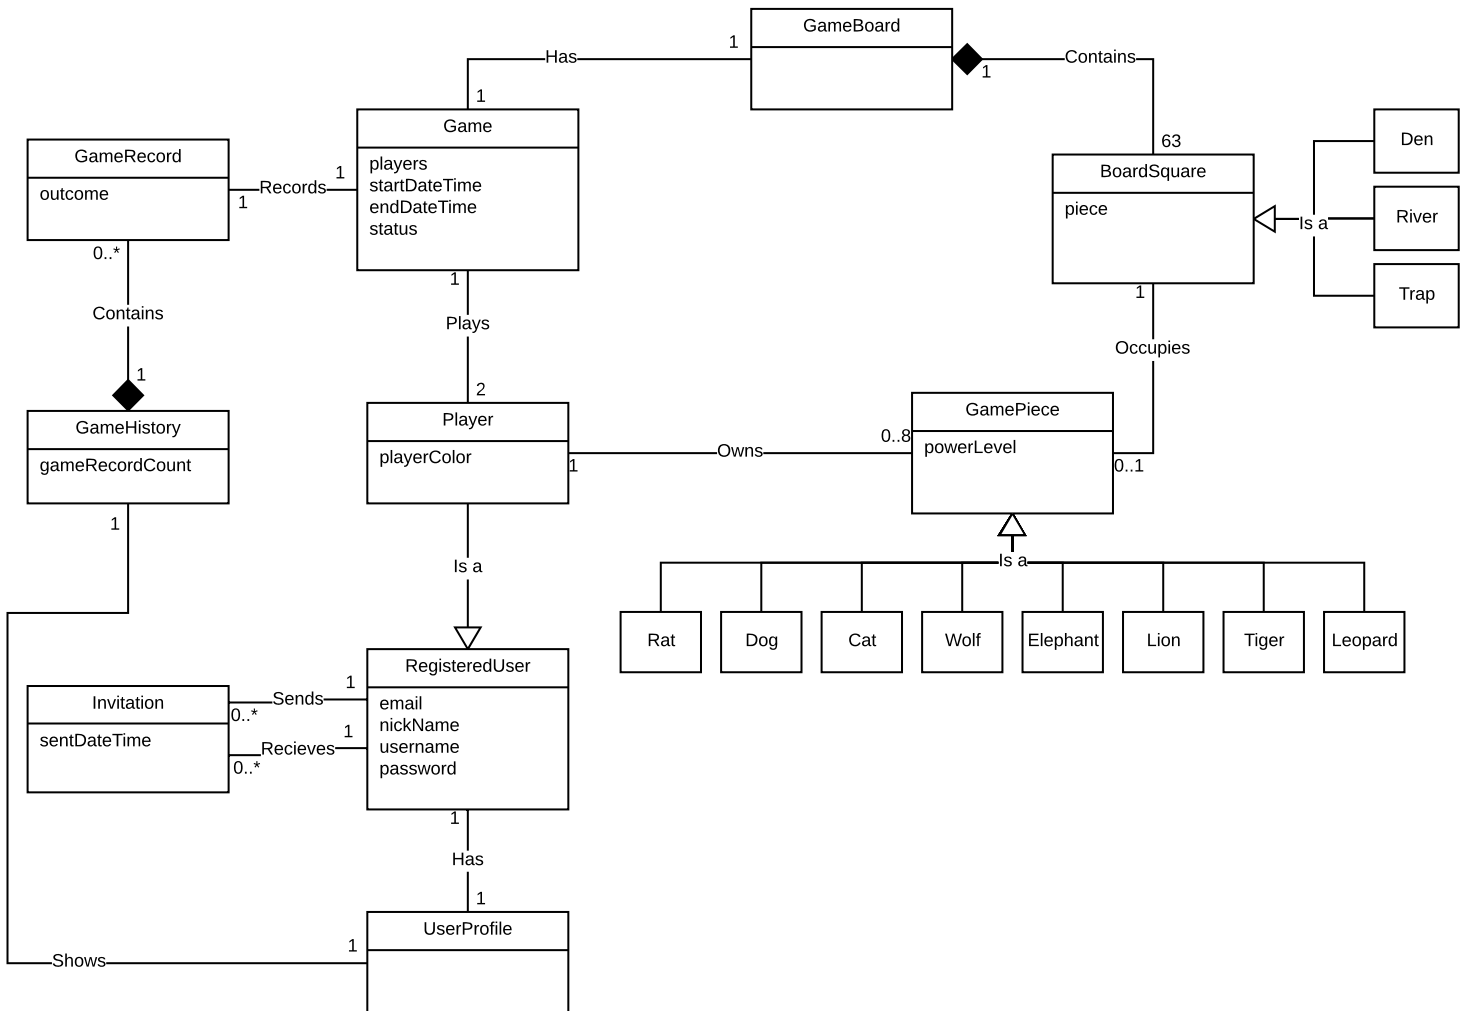 GameBoard
Has
1
1
Contains
1
63
Game
players
startDateTime
endDateTime
status
GameRecord
outcome
Records
1
1
BoardSquare
piece
Is a
Den
River
Trap
0..*
Contains
1
GameHistory
gameRecordCount
1
1
Plays
2
Player
playerColor
1
Owns
0..8
GamePiece
powerLevel
0..1
Occupies
1
Is a
Rat
Dog
Cat
Wolf
Elephant
Lion
Tiger
Leopard
Is a
RegisteredUser
email
nickName
username
password
Invitation
sentDateTime
Sends
1
0..*
Recieves
1
0..*
1
Has
1
UserProfile
1
Shows